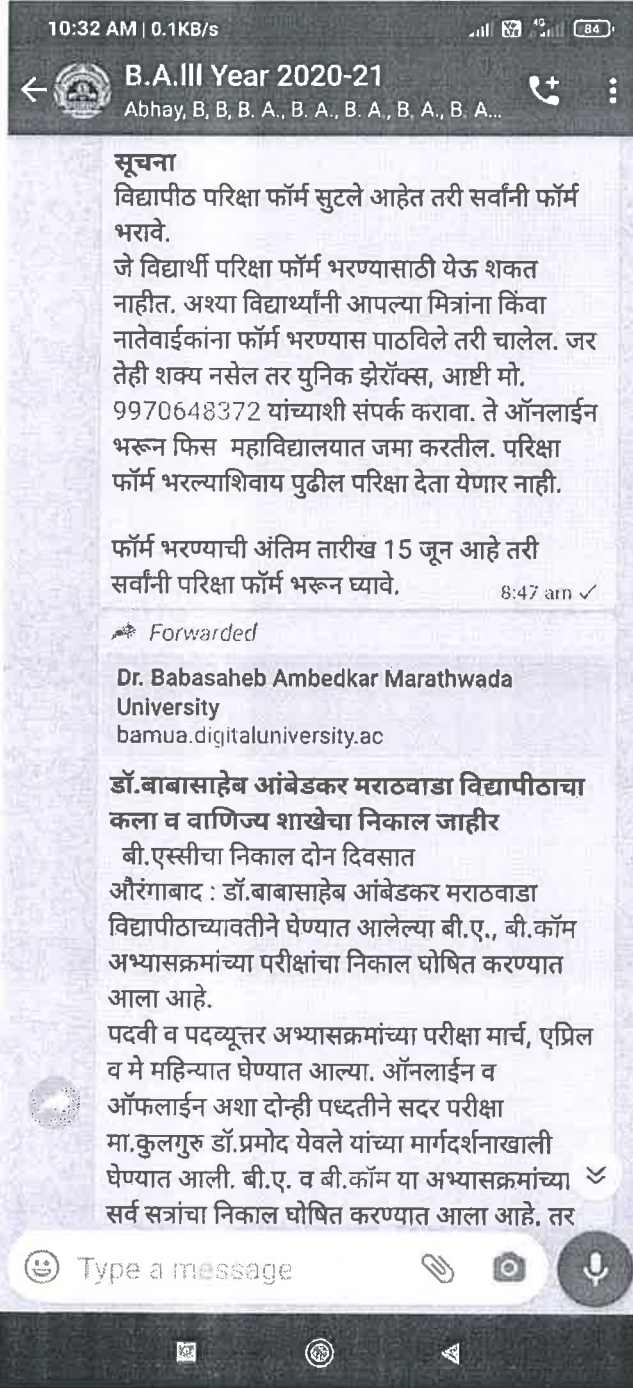 10:32 AM | 0.1KB/s
4G
84
B.A.III Year 2020-21
Abhay, B, B, B. A., B. A., B. A., B. A., B. A...
सूचना
विद्यापीठ परिक्षा फॉर्म सुटले आहेत तरी सर्वांनी फॉर्म
भरावे.
जे विद्यार्थी परिक्षा फॉर्म भरण्यासाठी येऊ शकत
नाहीत. अश्या विद्यार्थ्यांनी आपल्या मित्रांना किंवा
नातेवाईकांना फॉर्म भरण्यास पाठविले तरी चालेल. जर
तेही शक्य नसेल तर युनिक झेरॉक्स, आष्टी मो.
9970648372 यांच्याशी संपर्क करावा. ते ऑनलाईन
भरून फिस महाविद्यालयात जमा करतील. परिक्षा
फॉर्म भरल्याशिवाय पुढील परिक्षा देता येणार नाही.
फॉर्म भरण्याची अंतिम तारीख 15 जून आहे तरी
सर्वांनी परिक्षा फॉर्म भरून घ्यावे.
8:47 am
Forwarded
Dr. Babasaheb Ambedkar Marathwada
University
bamua.digitaluniversity.ac
डॉ.बाबासाहेब आंबेडकर मराठवाडा विद्यापीठाचा
कला व वाणिज्य शाखेचा निकाल जाहीर
बी.एस्सीचा निकाल दोन दिवसात
औरंगाबाद : डॉ.बाबासाहेब आंबेडकर मराठवाडा
विद्यापीठाच्यावतीने घेण्यात आलेल्या बी.ए., बी.कॉम
अभ्यासक्रमांच्या परीक्षांचा निकाल घोषित करण्यात
आला आहे.
पदवी व पदव्यूत्तर अभ्यासक्रमांच्या परीक्षा मार्च, एप्रिल
व मे महिन्यात घेण्यात आल्या. ऑनलाईन व
ऑफलाईन अशा दोन्ही पध्दतीने सदर परीक्षा
मा.कुलगुरु डॉ.प्रमोद येवले यांच्या मार्गदर्शनाखाली
घेण्यात आली. बी.ए. व बी.कॉम या अभ्यासक्रमांच्या
सर्व सत्रांचा निकाल घोषित करण्यात आला आहे, तर
Type a message